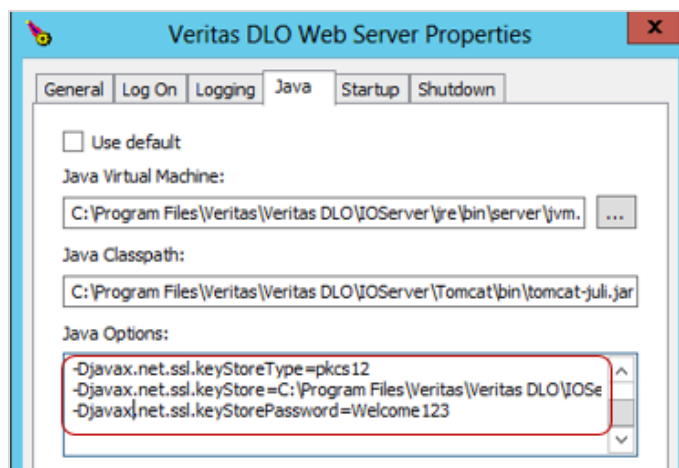 Veritas DLO Web Server Properties
x
General Log On Logging Java Startup Shutdown
Use default
Java Virtual Machine:
C:\Program Files\Veritas\Veritas DLO\IOServer\jre\bin\server\jvm. ...
Java Classpath:
C:\Program Files\Veritas\Veritas DLO\IOServer\Tomcat\bin\tomcat-juli.jar
Java Options:
-Djavax.net.ssl.keyStoreType=pkcs12
-Djavax.net.ssl.keyStore=C:\Program Files\Veritas\Veritas DLO\IOSe
-Djavax.net.ssl.keyStorePassword=Welcome123